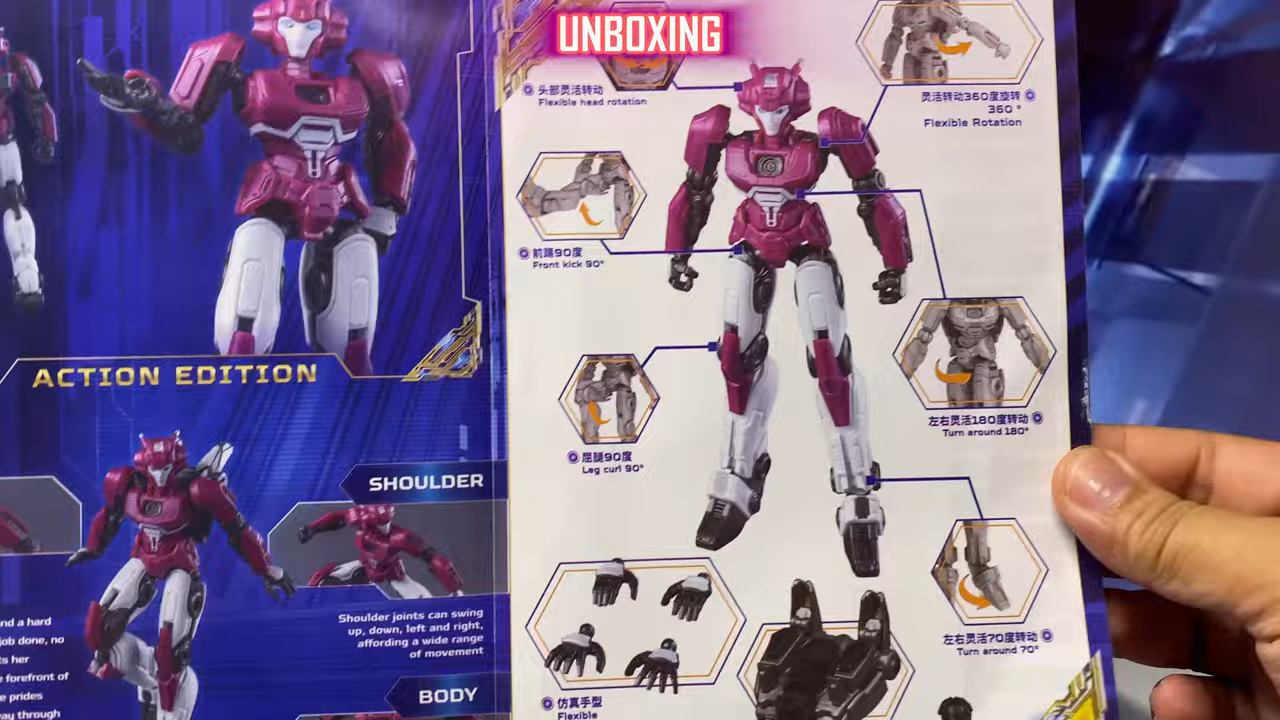 UNBOXING
头部灵活转动
Flexible head rotation
灵活转动360度旋转
360 °
Flexible Rotation
前踢90度
Front kick 90°
ACTION EDITION
左右灵活180度转动
Turn around 180°
屈腿90度
Leg curl 90°
SHOULDER
Shoulder joints can swing
up, down, left and right,
affording a wide range
of movement
左右灵活70度转动
Turn around 70°
and a hard
job done, no
her
forefront of
prides
way through
BODY
仿真手型
Flexible